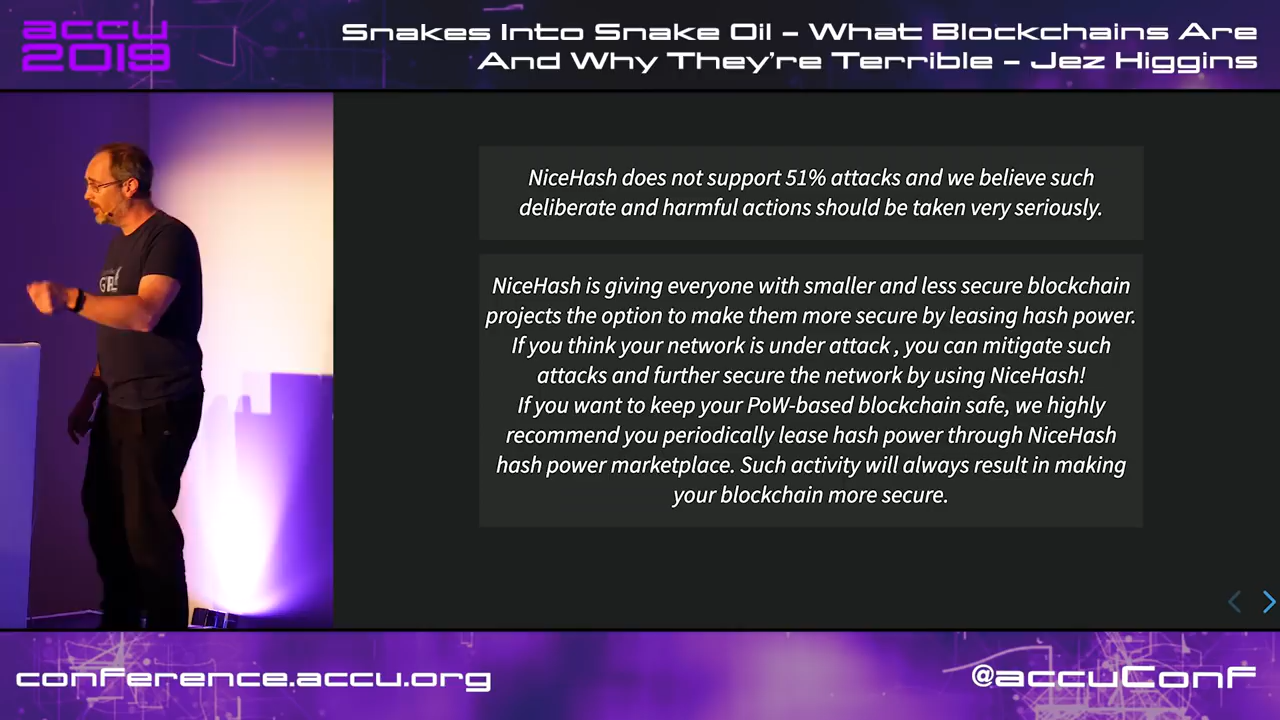 accu
2019
Snakes Into Snake Oil – What Blockchains Are
And Why They're Terrible – Jez Higgins
NiceHash does not support 51% attacks and we believe such
deliberate and harmful actions should be taken very seriously.
NiceHash is giving everyone with smaller and less secure blockchain
projects the option to make them more secure by leasing hash power.
If you think your network is under attack , you can mitigate such
attacks and further secure the network by using NiceHash!
If you want to keep your PoW-based blockchain safe, we highly
recommend you periodically lease hash power through NiceHash
hash power marketplace. Such activity will always result in making
your blockchain more secure.
conference.accu.org
@accuConf